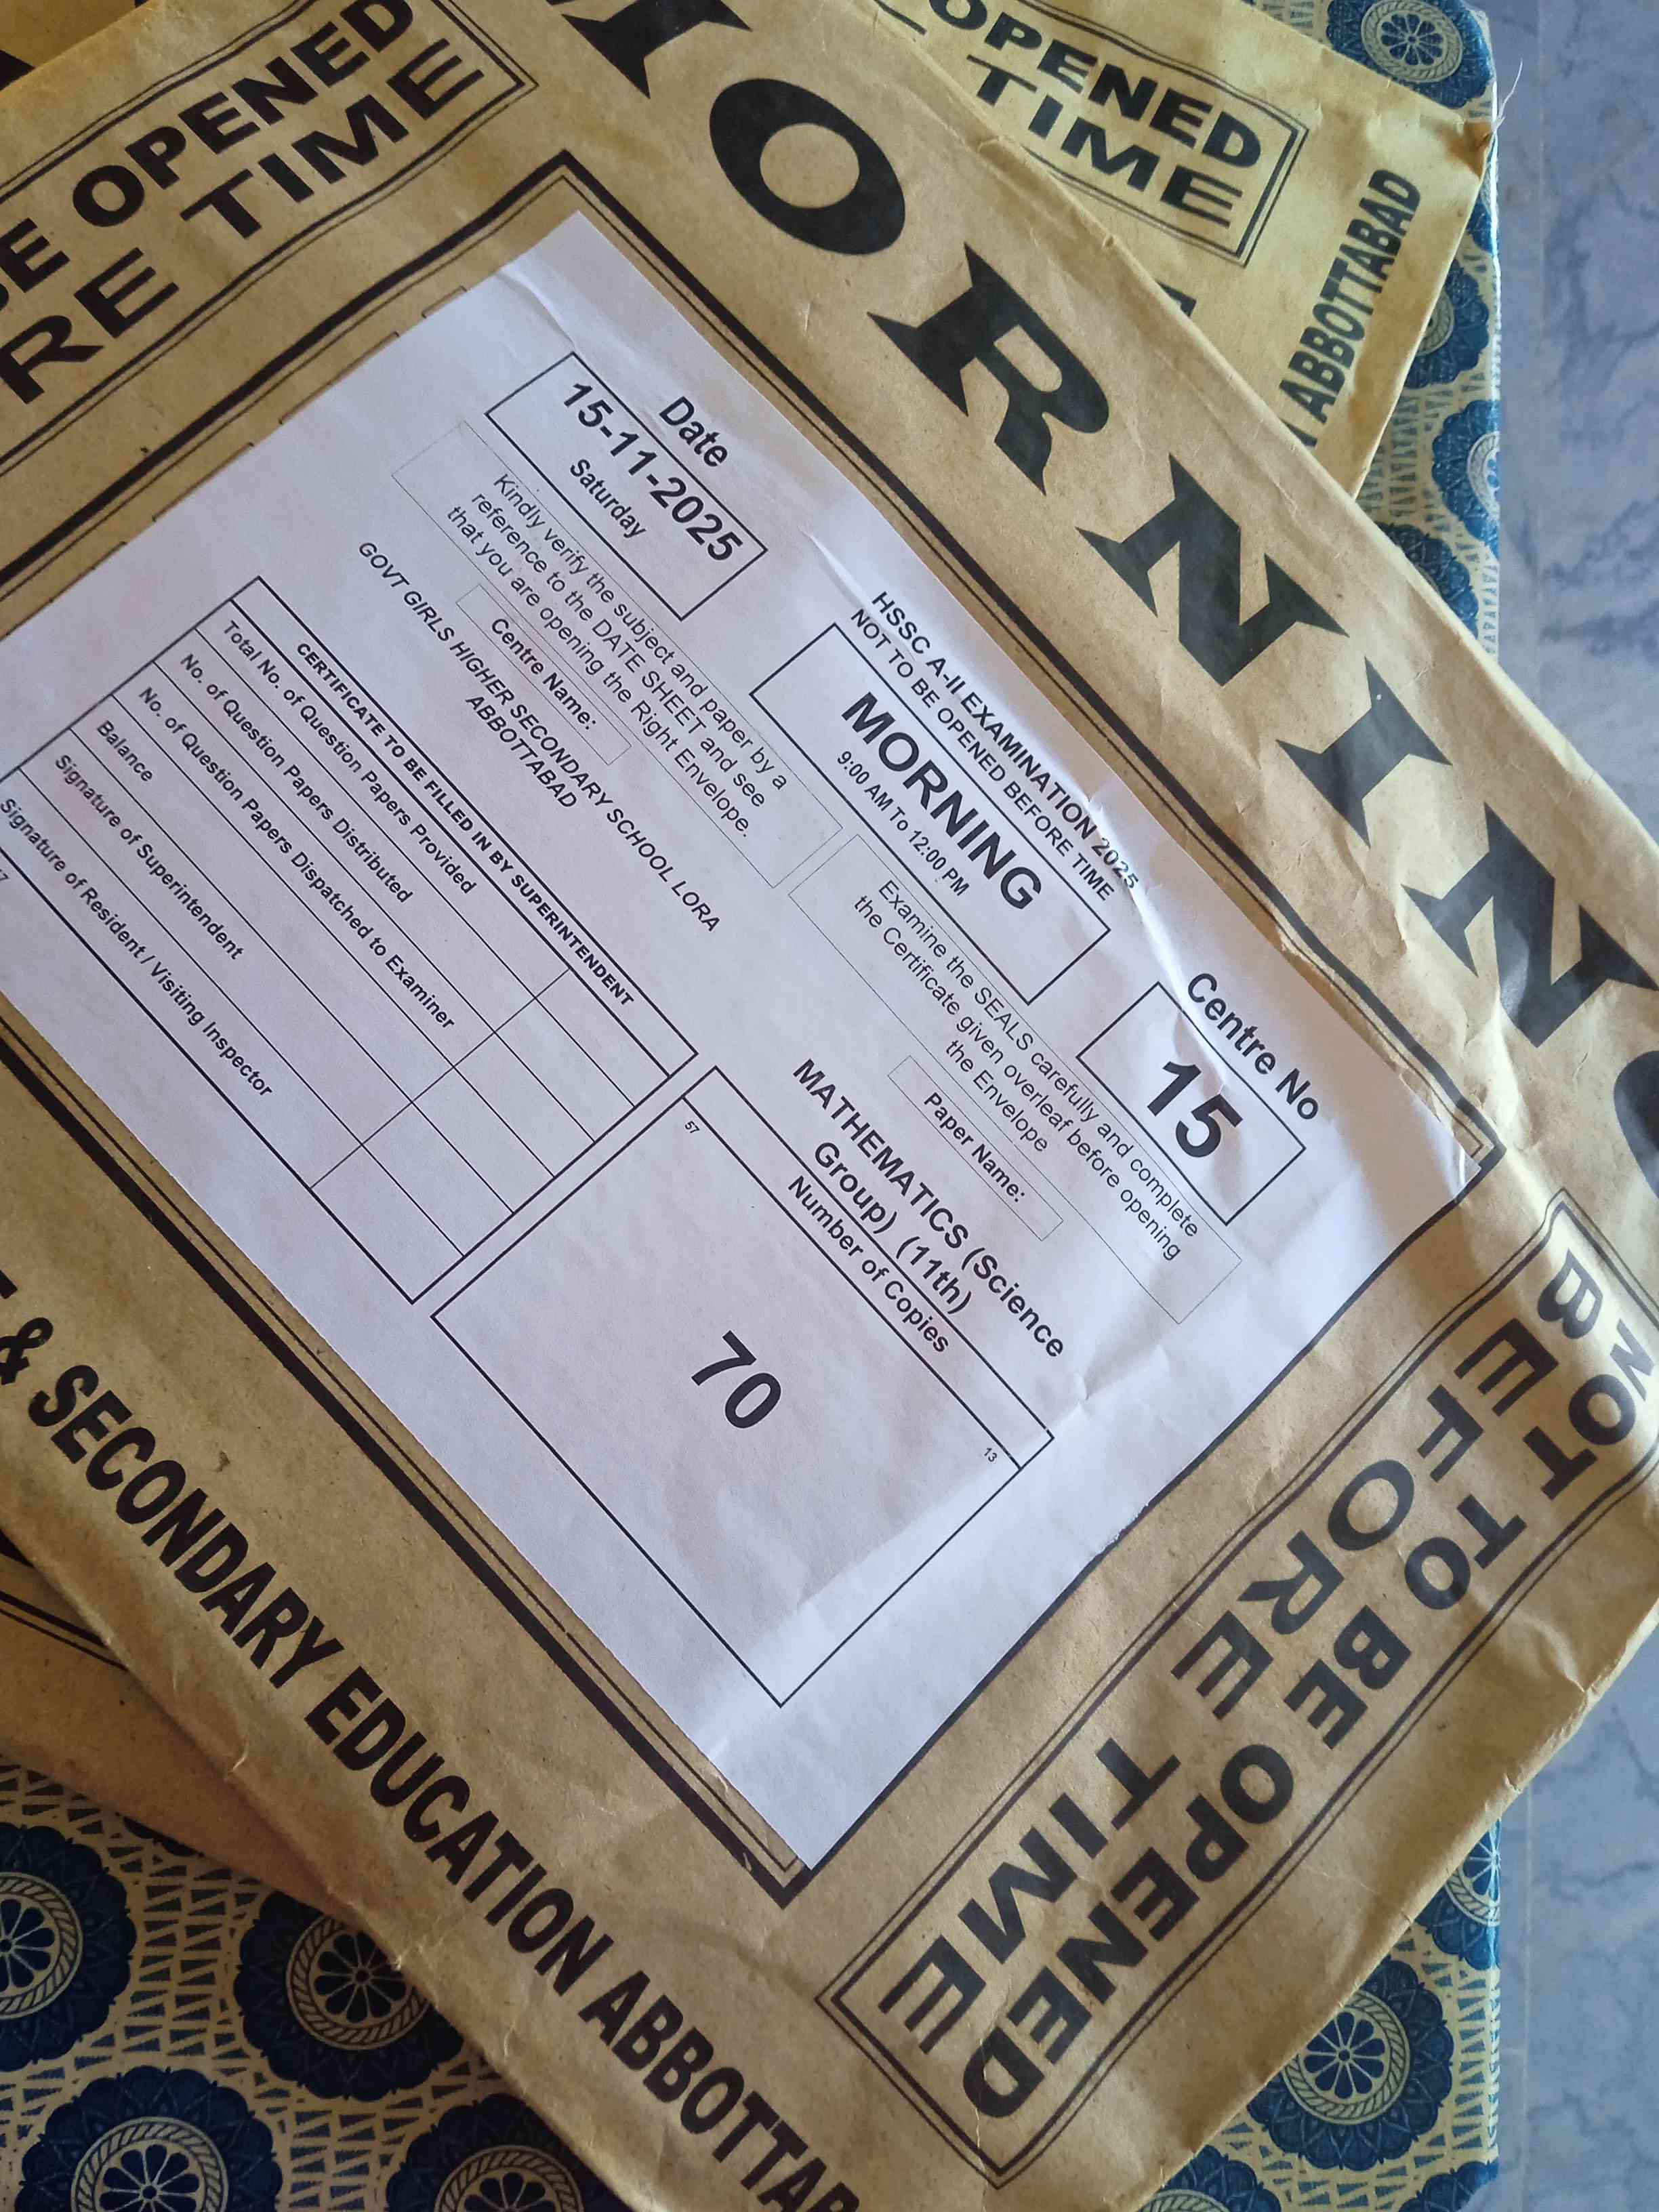 MORNING
BE OPENED
RE TIME
OPENED
TIME
ABBOTTABAD
HSSC A-II EXAMINATION 2025
NOT TO BE OPENED BEFORE TIME
Date
15-11-2025
Saturday
MORNING
9:00 AM To 12:00 PM
Centre No
15
Kindly verify the subject and paper by a
reference to the DATE SHEET and see
that you are opening the Right Envelope.
Examine the SEALS carefully and complete
the Certificate given overleaf before opening
the Envelope
Centre Name:
GOVT GIRLS HIGHER SECONDARY SCHOOL LORA
ABBOTTABAD
Paper Name:
MATHEMATICS (Science
Group) (11th)
CERTIFICATE TO BE FILLED IN BY SUPERINTENDENT
Total No. of Question Papers Provided
No. of Question Papers Distributed
No. of Question Papers Dispatched to Examiner
Balance
Signature of Superintendent
Signature of Resident / Visiting Inspector
Number of Copies
57
13
70
NOT TO BE OPENED
BEFORE TIME
& SECONDARY EDUCATION ABBOTTAB